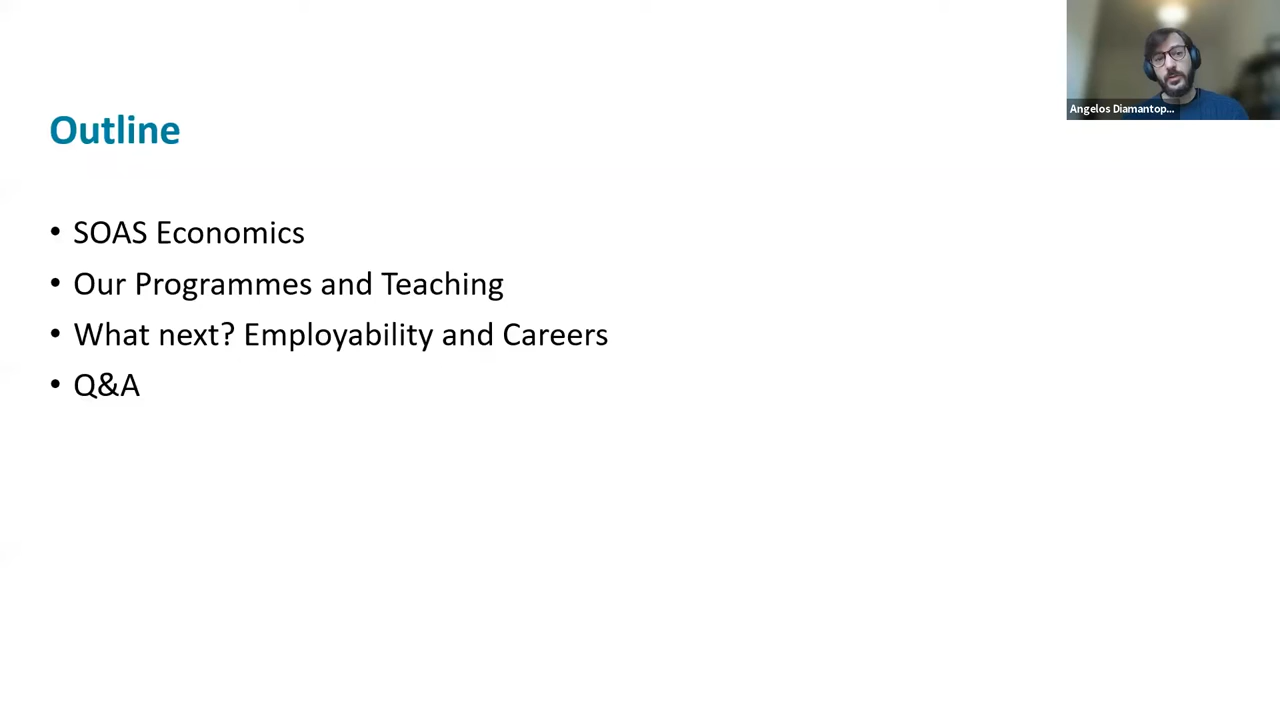 Angelos Diamantop...
Outline
• SOAS Economics
• Our Programmes and Teaching
• What next? Employability and Careers
• Q&A